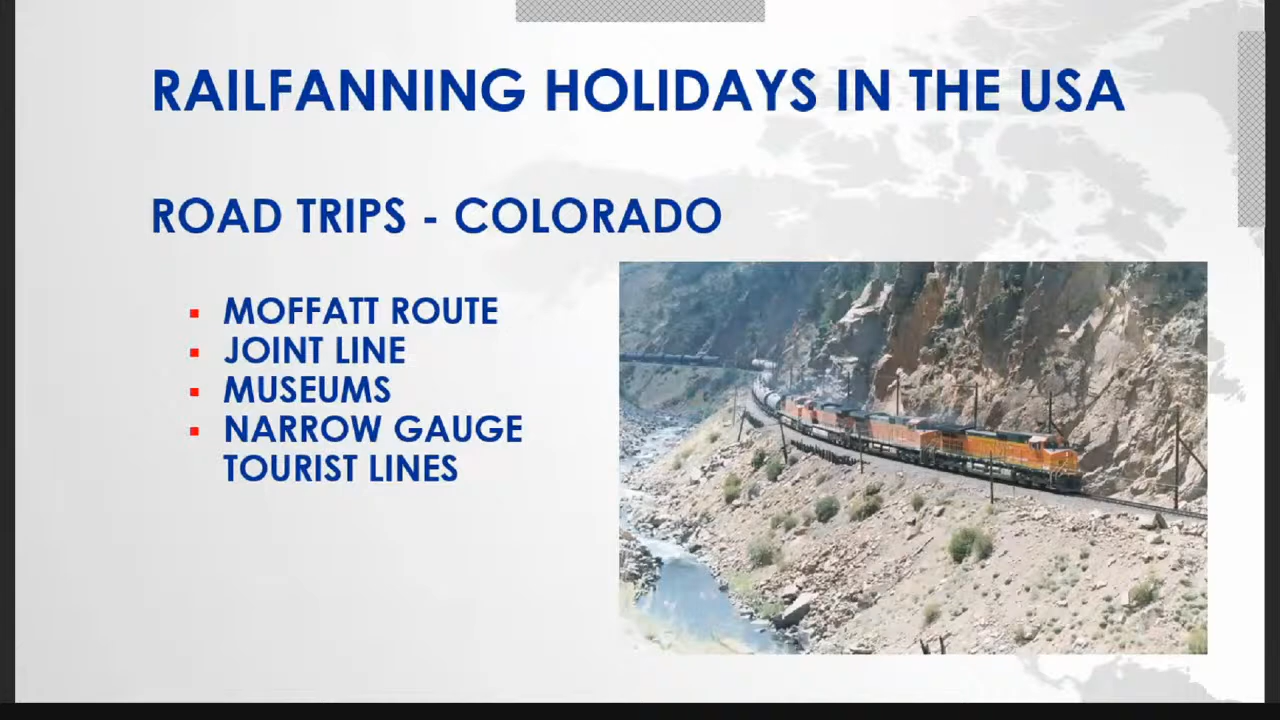 RAILFANNING HOLIDAYS IN THE USA
ROAD TRIPS - COLORADO
MOFFATT ROUTE
JOINT LINE
MUSEUMS
NARROW GAUGE
TOURIST LINES